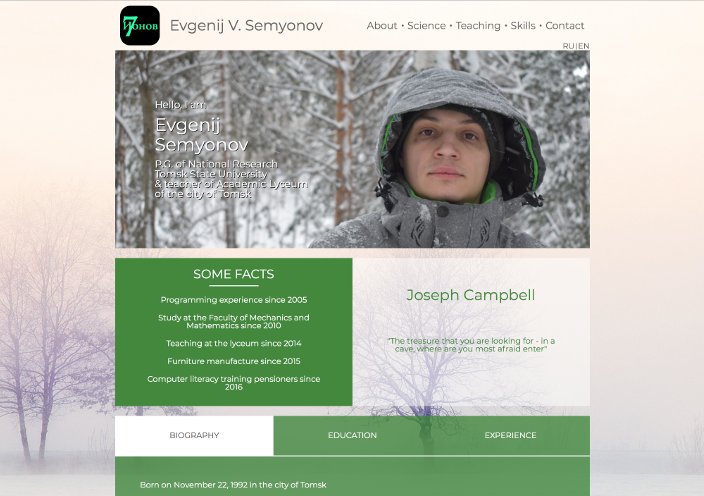 7 ИОНОВ
Evgenij V. Semyonov
About • Science • Teaching • Skills • Contact
RU|EN
Hello, I am
Evgenij
Semyonov
P.G. of National Research
Tomsk State University
& teacher of Academic Lyceum
of the city of Tomsk
SOME FACTS
Programming experience since 2005
Study at the Faculty of Mechanics and
Mathematics since 2010
Teaching at the lyceum since 2014
Furniture manufacture since 2015
Computer literacy training pensioners since
2016
Joseph Campbell
"The treasure that you are looking for - in a
cave, where are you most afraid enter"
BIOGRAPHY
EDUCATION
EXPERIENCE
Born on November 22, 1992 in the city of Tomsk